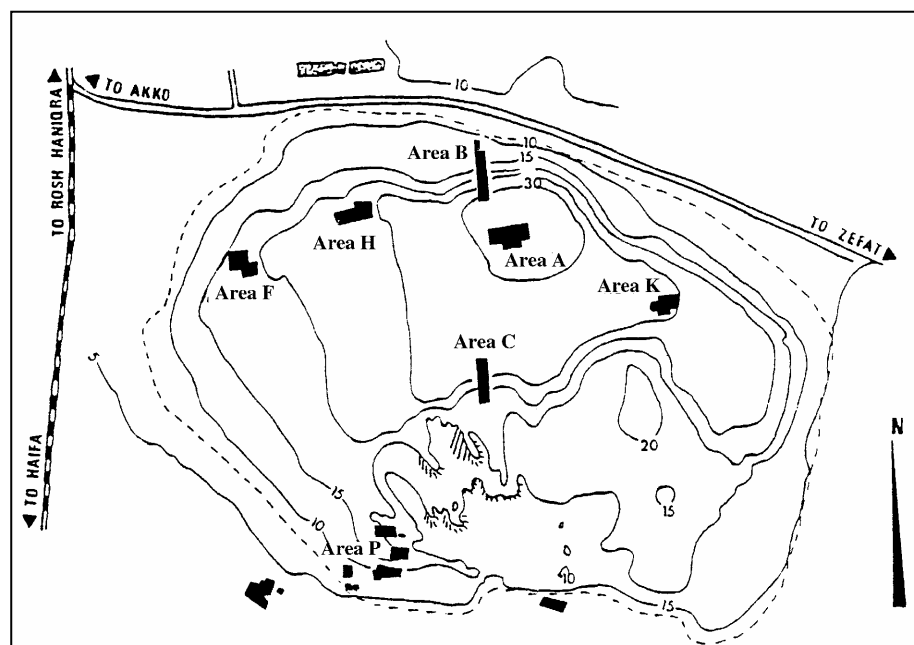 TO ROSH HANIQRA
TO AKKO
10
Area B
10
15
30
TO ZEFAT
Area H
Area A
Area F
Area K
Area C
5
20
N
TO HAIFA
15
15
10
Area P
10
15